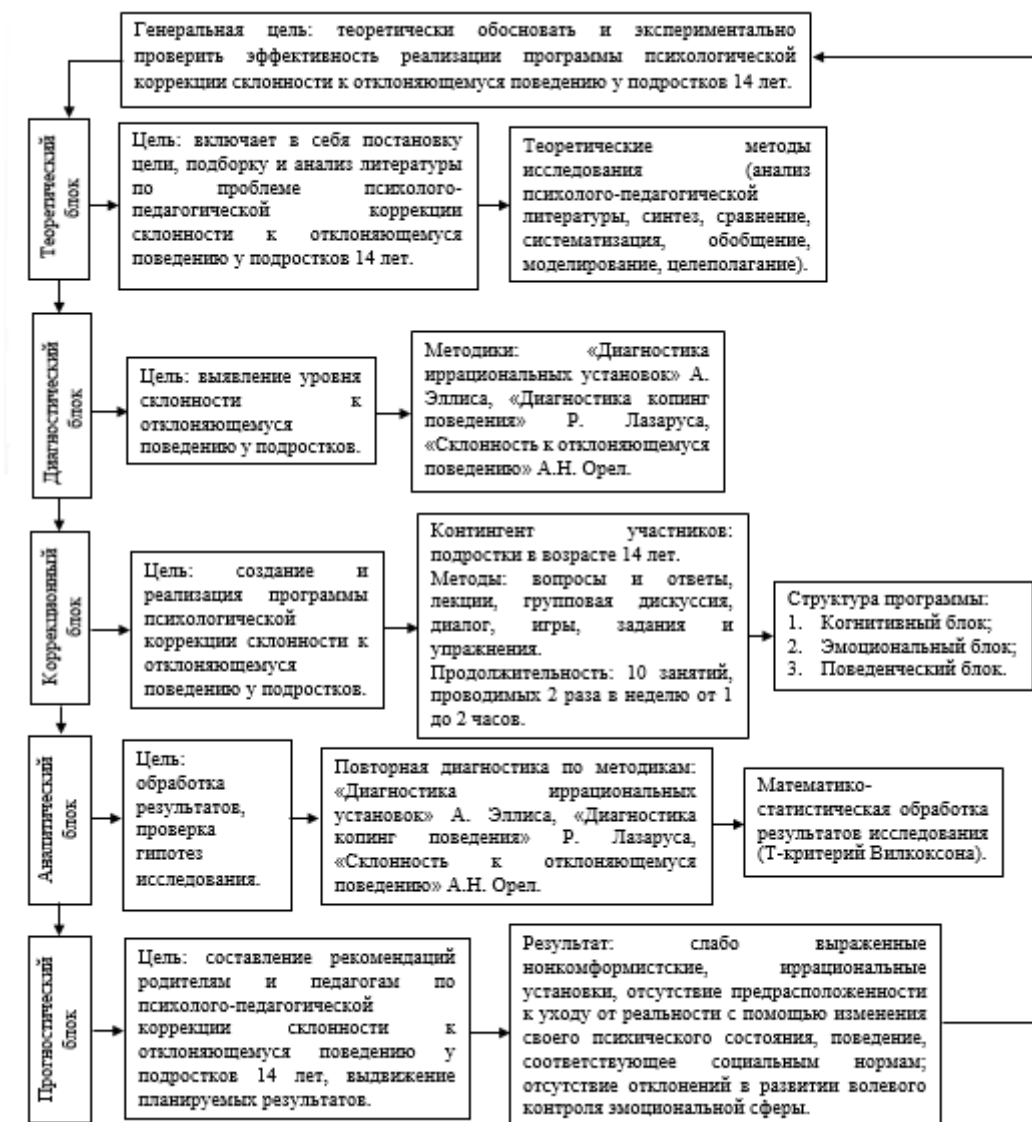 Генеральная цель: теоретически обосновать и экспериментально
проверить эффективность реализации программы психологической
коррекции склонности к отклоняющемуся поведению у подростков 14 лет.
Теоретический
блок
Цель: включает в себя постановку
цели, подборку и анализ литературы
по проблеме психолого-
педагогической коррекции
склонности к отклоняющемуся
поведению у подростков 14 лет.
Теоретические методы
исследования (анализ
психолого-педагогической
литературы, синтез, сравнение,
систематизация, обобщение,
моделирование, целеполагание).
Диагностический
блок
Цель: выявление уровня
склонности к
отклоняющемуся
поведению у подростков.
Методики: «Диагностика
иррациональных установок» А.
Эллиса, «Диагностика копинг
поведения» Р. Лазаруса,
«Склонность к отклоняющемуся
поведению» А.Н. Орел.
Коррекционный
блок
Цель: создание и
реализация программы
психологической
коррекции склонности к
отклоняющемуся
поведению у подростков.
Контингент участников:
подростки в возрасте 14 лет.
Методы: вопросы и ответы,
лекции, групповая дискуссия,
диалог, игры, задания и
упражнения.
Продолжительность: 10 занятий,
проводимых 2 раза в неделю от 1
до 2 часов.
Структура программы:
1. Когнитивный блок;
2. Эмоциональный блок;
3. Поведенческий блок.
Аналитический
блок
Цель:
обработка
результатов,
проверка
гипотез
исследования.
Повторная диагностика по методикам:
«Диагностика иррациональных
установок» А. Эллиса, «Диагностика
копинг поведения» Р. Лазаруса,
«Склонность к отклоняющемуся
поведению» А.Н. Орел.
Математико-
статистическая обработка
результатов исследования
(Т-критерий Вилкоксона).
Прогностический
блок
Цель: составление рекомендаций
родителям и педагогам по
психолого-педагогической
коррекции склонности к
отклоняющемуся поведению у
подростков 14 лет, выдвижение
планируемых результатов.
Результат: слабо выраженные
нонкомформистские, иррациональные
установки, отсутствие предрасположенности
к уходу от реальности с помощью изменения
своего психического состояния, поведение,
соответствующее социальным нормам;
отсутствие отклонений в развитии волевого
контроля эмоциональной сферы.